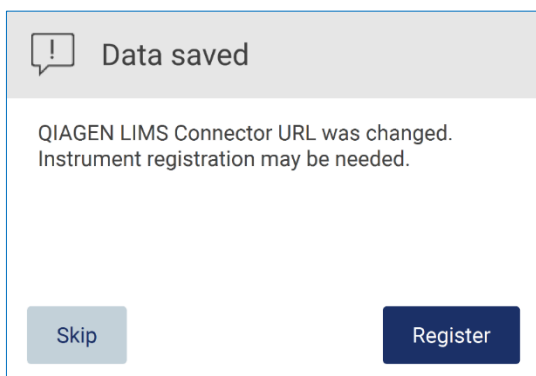 Data saved
QIAGEN LIMS Connector URL was changed.
Instrument registration may be needed.
Skip
Register